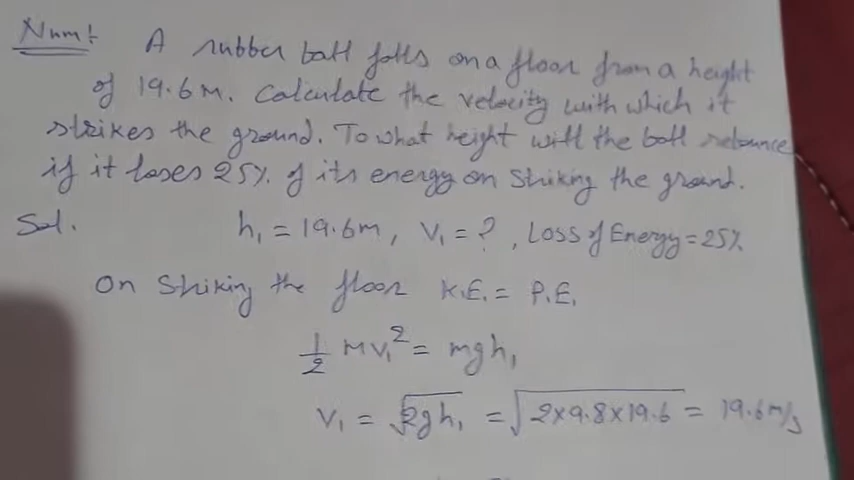 Num:
A rubber ball falls on a floor from a height
of 19.6 m. Calculate the velocity with which it
strikes the ground. To what height will the ball rebounce
if it loses 25% of its energy on striking the ground.
Sol. h₁ = 19.6m, V₁ = ?, Loss of Energy = 25%
On striking the floor K.E. = P.E.
1/2 mv₁² = mgh₁
V₁ = √2gh₁ = √2×9.8×19.6 = 19.6 m/s